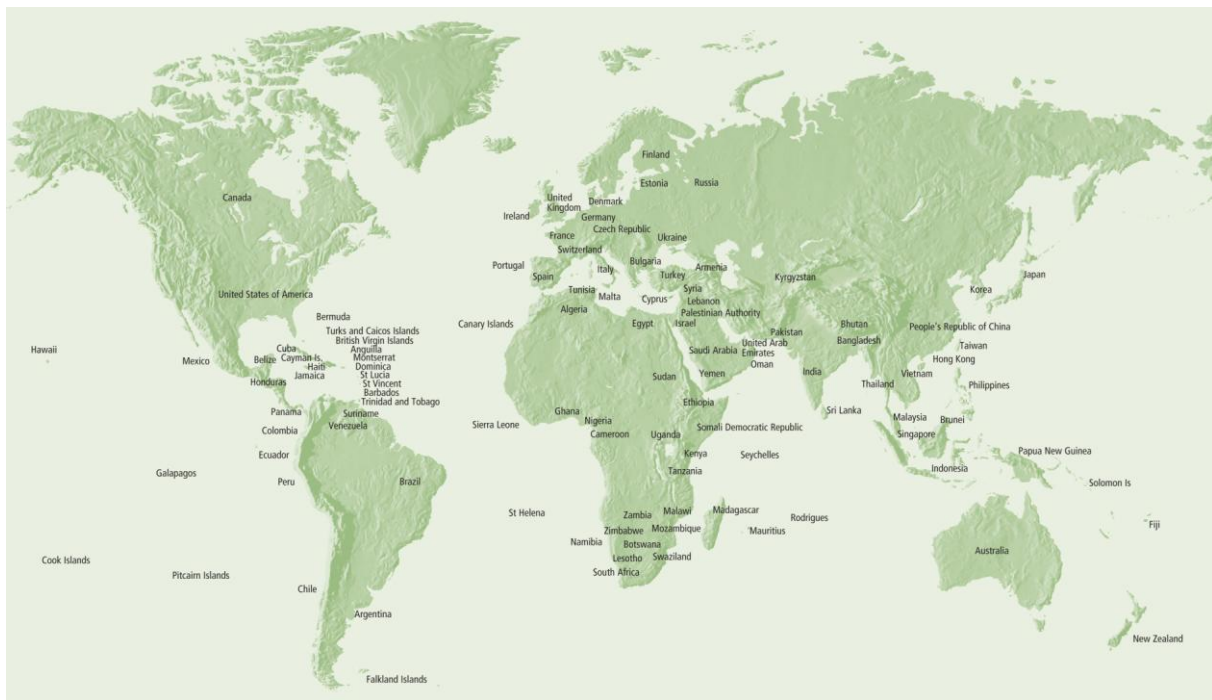 Finland
Estonia
Russia
Canada
United
Kingdom
Denmark
Ireland
Germany
Czech Republic
France
Ukraine
Switzerland
Portugal
Italy
Bulgaria
Armenia
Spain
Turkey
Kyrgyzstan
Japan
Tunisia
Malta
Cyprus
Syria
Korea
United States of America
Lebanon
Algeria
Palestinian Authority
Bermuda
Canary Islands
Egypt
Israel
Bhutan
People's Republic of China
Turks and Caicos Islands
Pakistan
British Virgin Islands
United Arab
Emirates
Bangladesh
Taiwan
Hawaii
Cuba
Anguilla
Saudi Arabia
Hong Kong
Mexico
Belize
Cayman Is.
Montserrat
Oman
Haiti
Dominica
Yemen
India
Vietnam
Jamaica
St Lucia
Sudan
Honduras
St Vincent
Thailand
Philippines
Barbados
Trinidad and Tobago
Ethiopia
Panama
Suriname
Ghana
Sri Lanka
Venezuela
Nigeria
Malaysia
Brunei
Sierra Leone
Somali Democratic Republic
Colombia
Cameroon
Uganda
Singapore
Ecuador
Kenya
Seychelles
Papua New Guinea
Galapagos
Tanzania
Indonesia
Peru
Brazil
Solomon Is
St Helena
Zambia
Malawi
Madagascar
Rodrigues
Fiji
Zimbabwe
Mozambique
Mauritius
Namibia
Botswana
Australia
Cook Islands
Lesotho
Swaziland
Pitcairn Islands
South Africa
Chile
Argentina
New Zealand
Falkland Islands